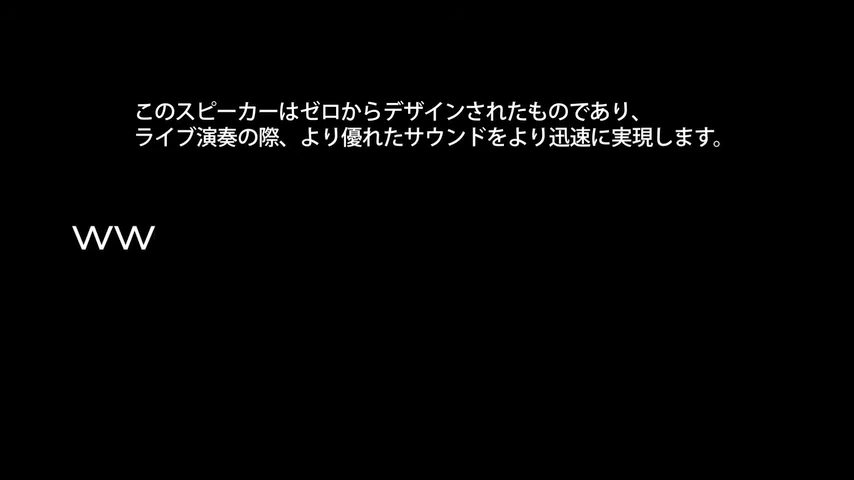 このスピーカーはゼロからデザインされたものであり、
ライブ演奏の際、より優れたサウンドをより迅速に実現します。
ww